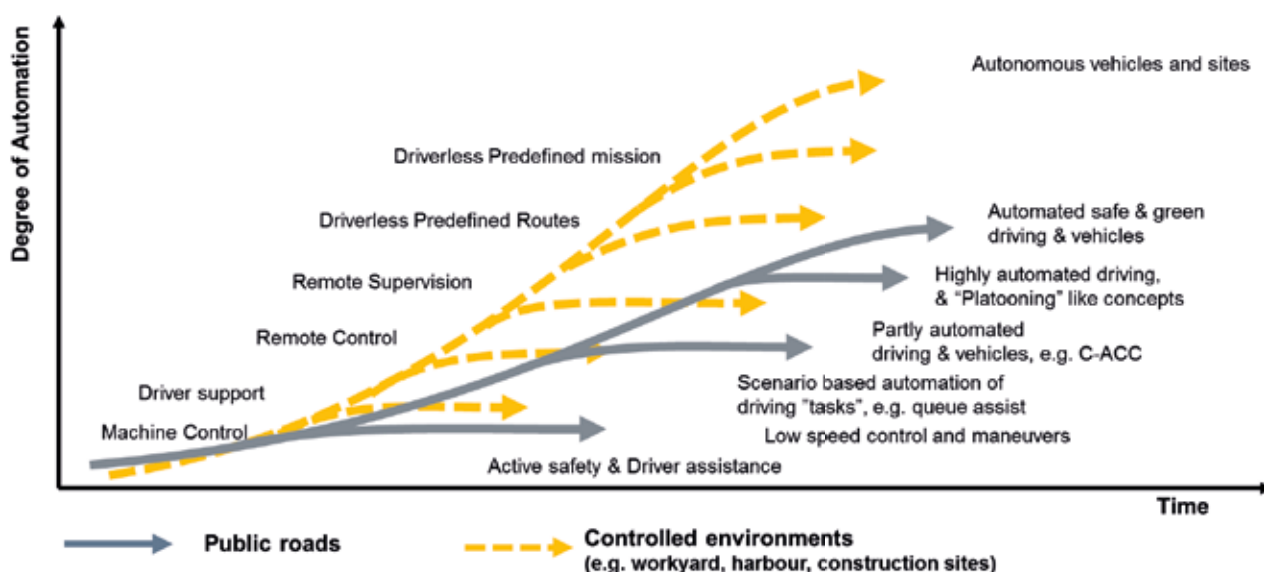 Degree of Automation
Autonomous vehicles and sites
Driverless Predefined mission
Driverless Predefined Routes
Automated safe & green
driving & vehicles
Remote Supervision
Highly automated driving,
& “Platooning” like concepts
Remote Control
Partly automated
driving & vehicles, e.g. C-ACC
Driver support
Scenario based automation of
driving ”tasks”, e.g. queue assist
Machine Control
Low speed control and maneuvers
Active safety & Driver assistance
Time
Public roads
Controlled environments
(e.g. workyard, harbour, construction sites)